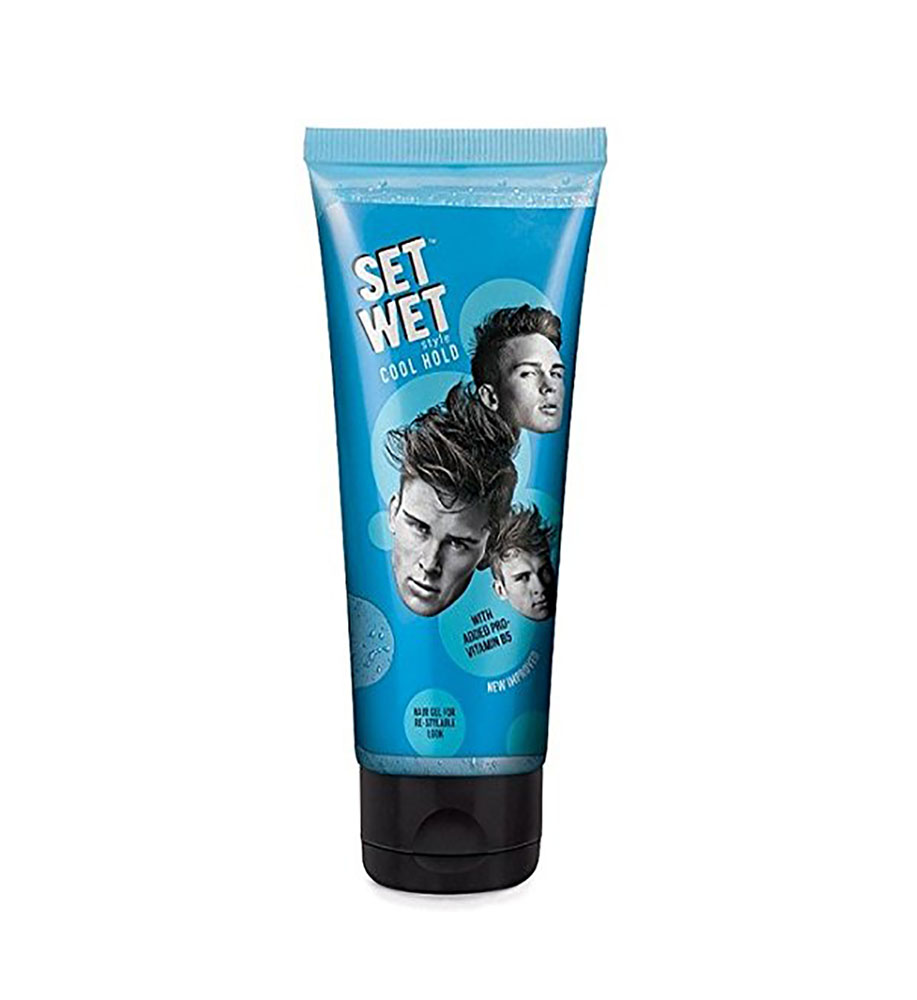 SET™
WET
style
COOL HOLD
WITH
ADDED PRO-
VITAMIN B5
NEW IMPROVED
HAIR GEL FOR
RE-STYLABLE
LOOK